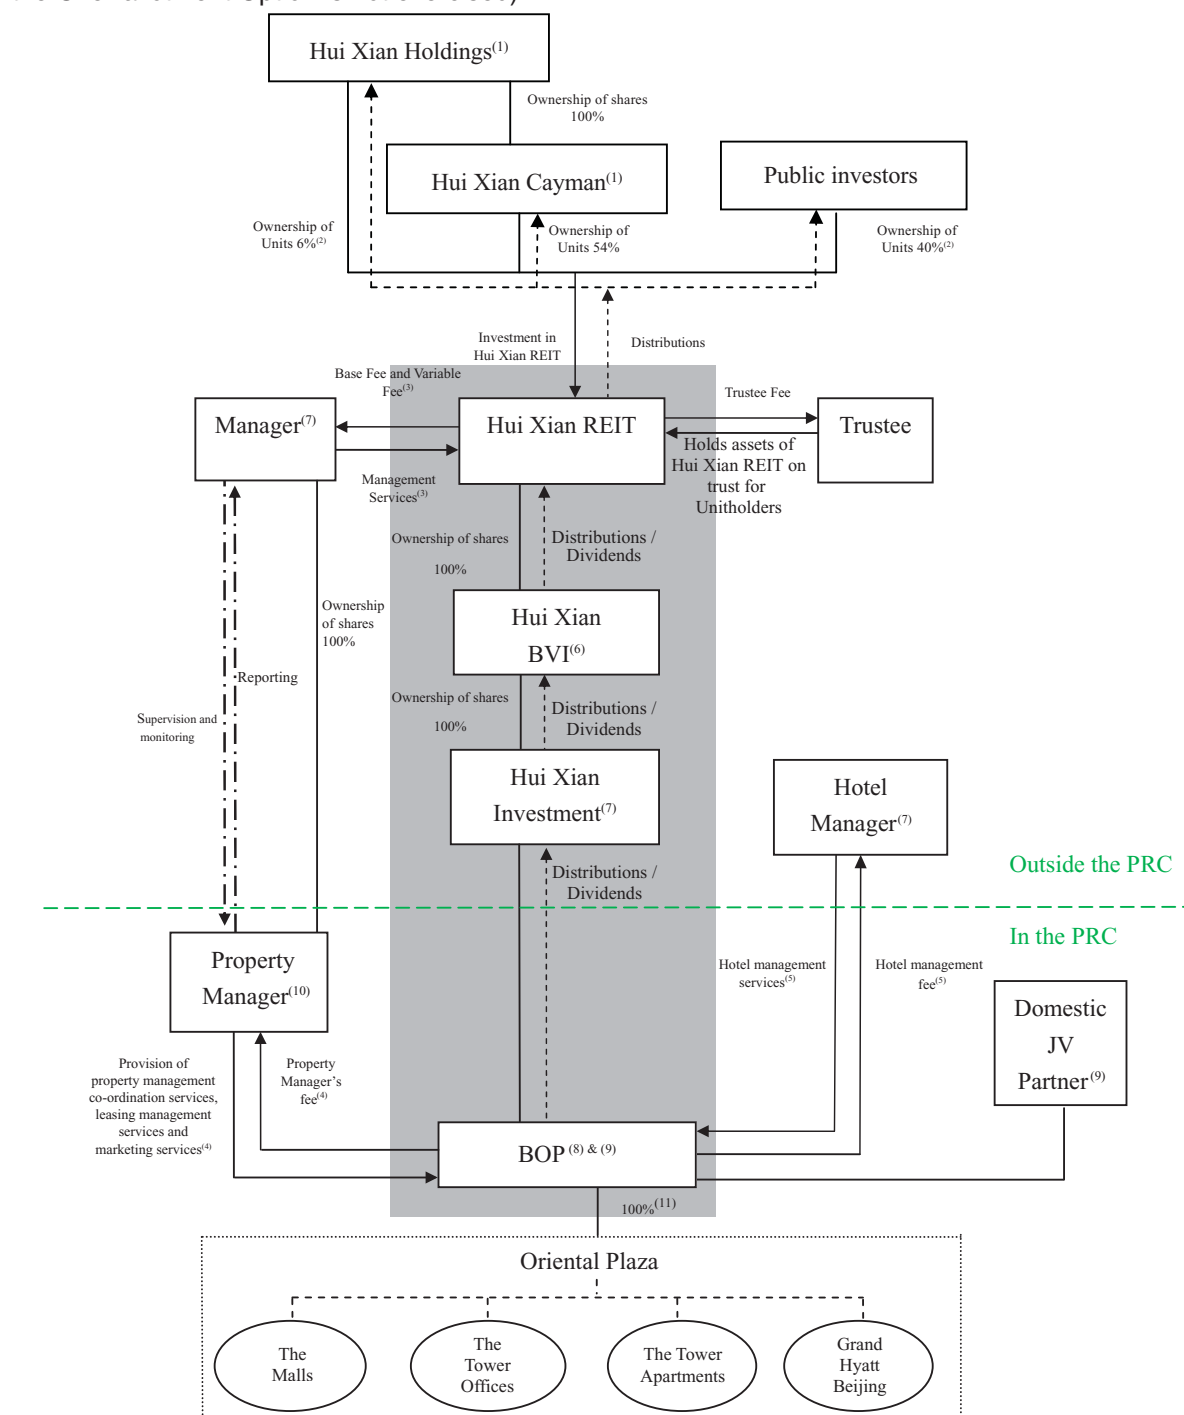 Hui Xian Holdings(1)
Ownership of shares
100%
Hui Xian Cayman(1)
Public investors
Ownership of
Units 6%(2)
Ownership of
Units 54%
Ownership of
Units 40%(2)
Investment in
Hui Xian REIT
Distributions
Base Fee and Variable
Fee(3)
Trustee Fee
Manager(7)
Hui Xian REIT
Trustee
Holds assets of
Hui Xian REIT on
trust for
Unitholders
Management
Services(3)
Ownership of shares
100%
Distributions /
Dividends
Ownership
of shares
100%
Hui Xian
BVI(6)
Reporting
Supervision and
monitoring
Ownership of shares
100%
Distributions /
Dividends
Hui Xian
Investment(7)
Hotel
Manager(7)
Distributions /
Dividends
Outside the PRC
In the PRC
Property
Manager(10)
Hotel management
services(5)
Hotel management
fee(5)
Domestic
JV
Partner(9)
Provision of
property management
co-ordination services,
leasing management
services and
marketing services(4)
Property
Manager's
fee(4)
BOP (8) & (9)
100%(11)
Oriental Plaza
The
Malls
The
Tower
Offices
The Tower
Apartments
Grand
Hyatt
Beijing